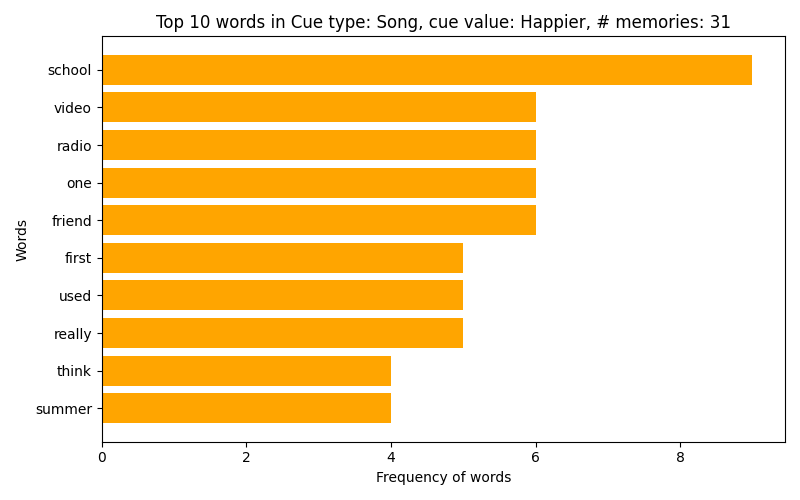 Top 10 words in Cue type: Song, cue value: Happier, # memories: 31
school
video
radio
one
friend
first
used
really
think
summer
Words
0 2 4 6 8
Frequency of words